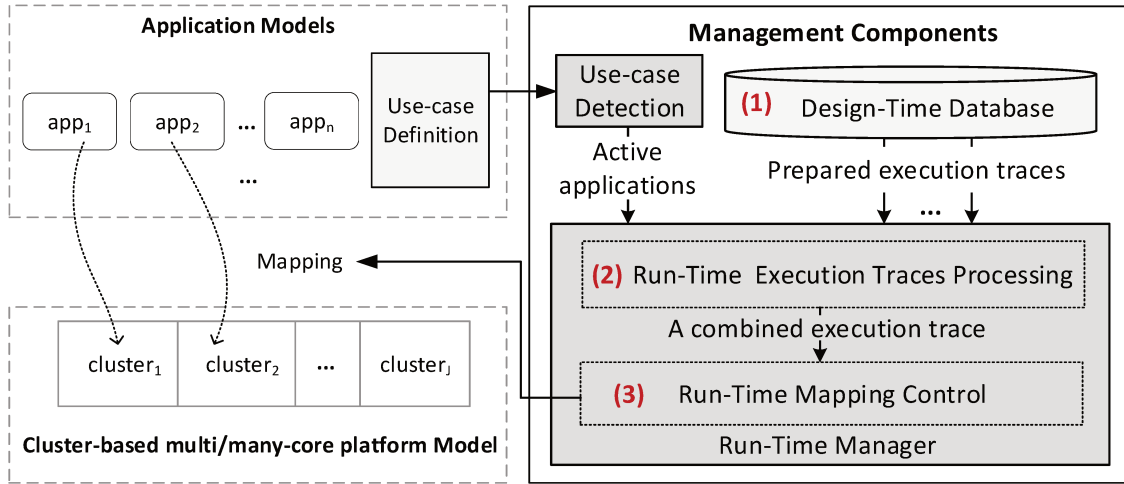 Application Models
app1
app2
...
appn
...
Use-case
Definition
Mapping
cluster1
cluster2
...
clusterJ
Cluster-based multi/many-core platform Model
Management Components
Use-case
Detection
(1) Design-Time Database
Active
applications
Prepared execution traces
...
(2) Run-Time Execution Traces Processing
A combined execution trace
(3) Run-Time Mapping Control
Run-Time Manager